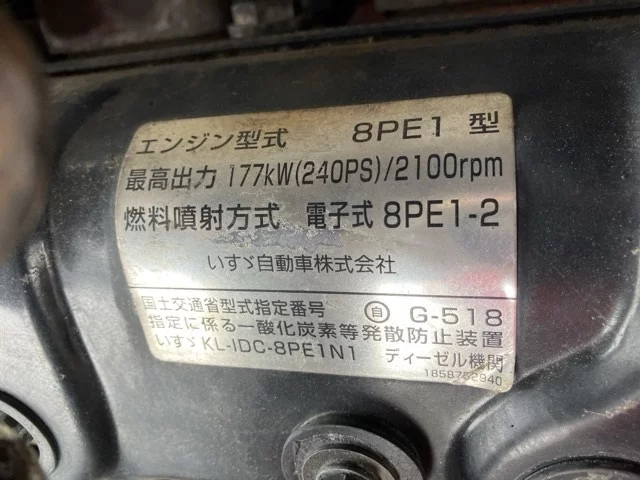 エンジン型式 8PE1 型
最高出力 177kW(240PS)/2100rpm
燃料噴射方式 電子式 8PE1-2
いすゞ自動車株式会社
国土交通省型式指定番号 自 G-518
指定に係る一酸化炭素等発散防止装置
いすゞ KL-IDC-8PE1N1 ディーゼル機関
1858752940